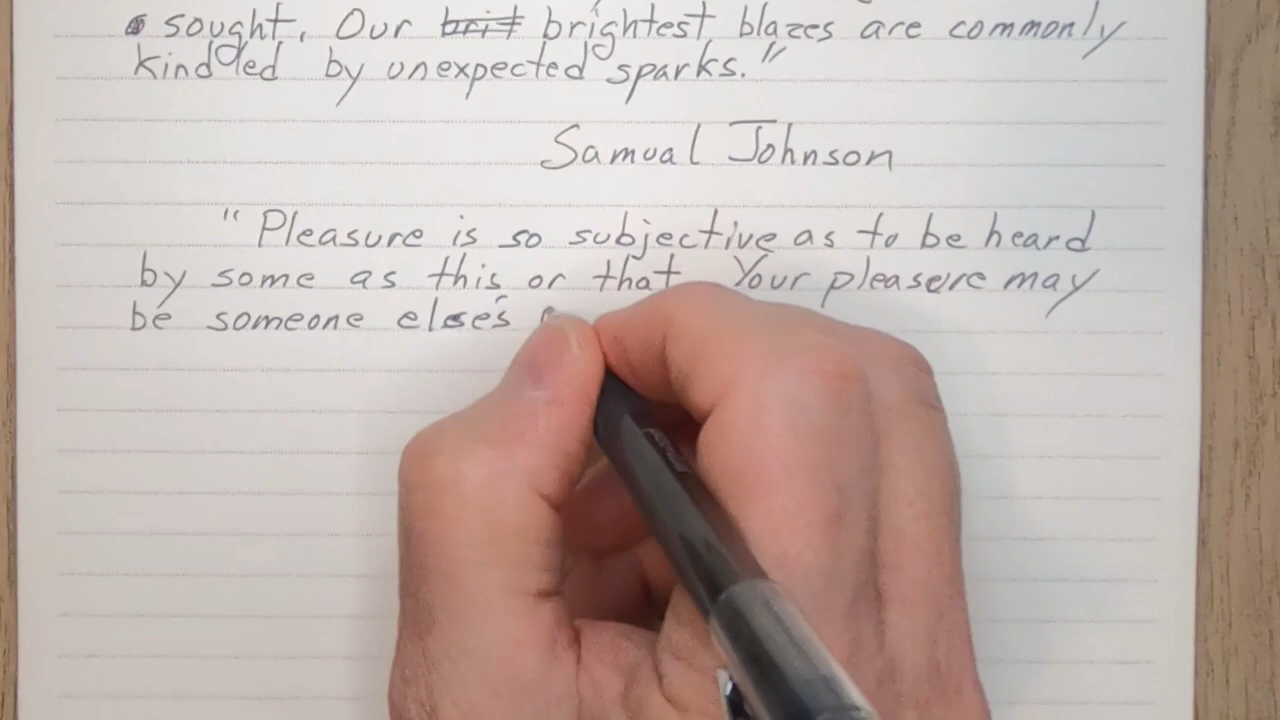 sought. Our brit brightest blazes are commonly
kindled by unexpected sparks."
Samual Johnson
"Pleasure is so subjective as to be heard
by some as this or that Your pleasure may
be someone elses